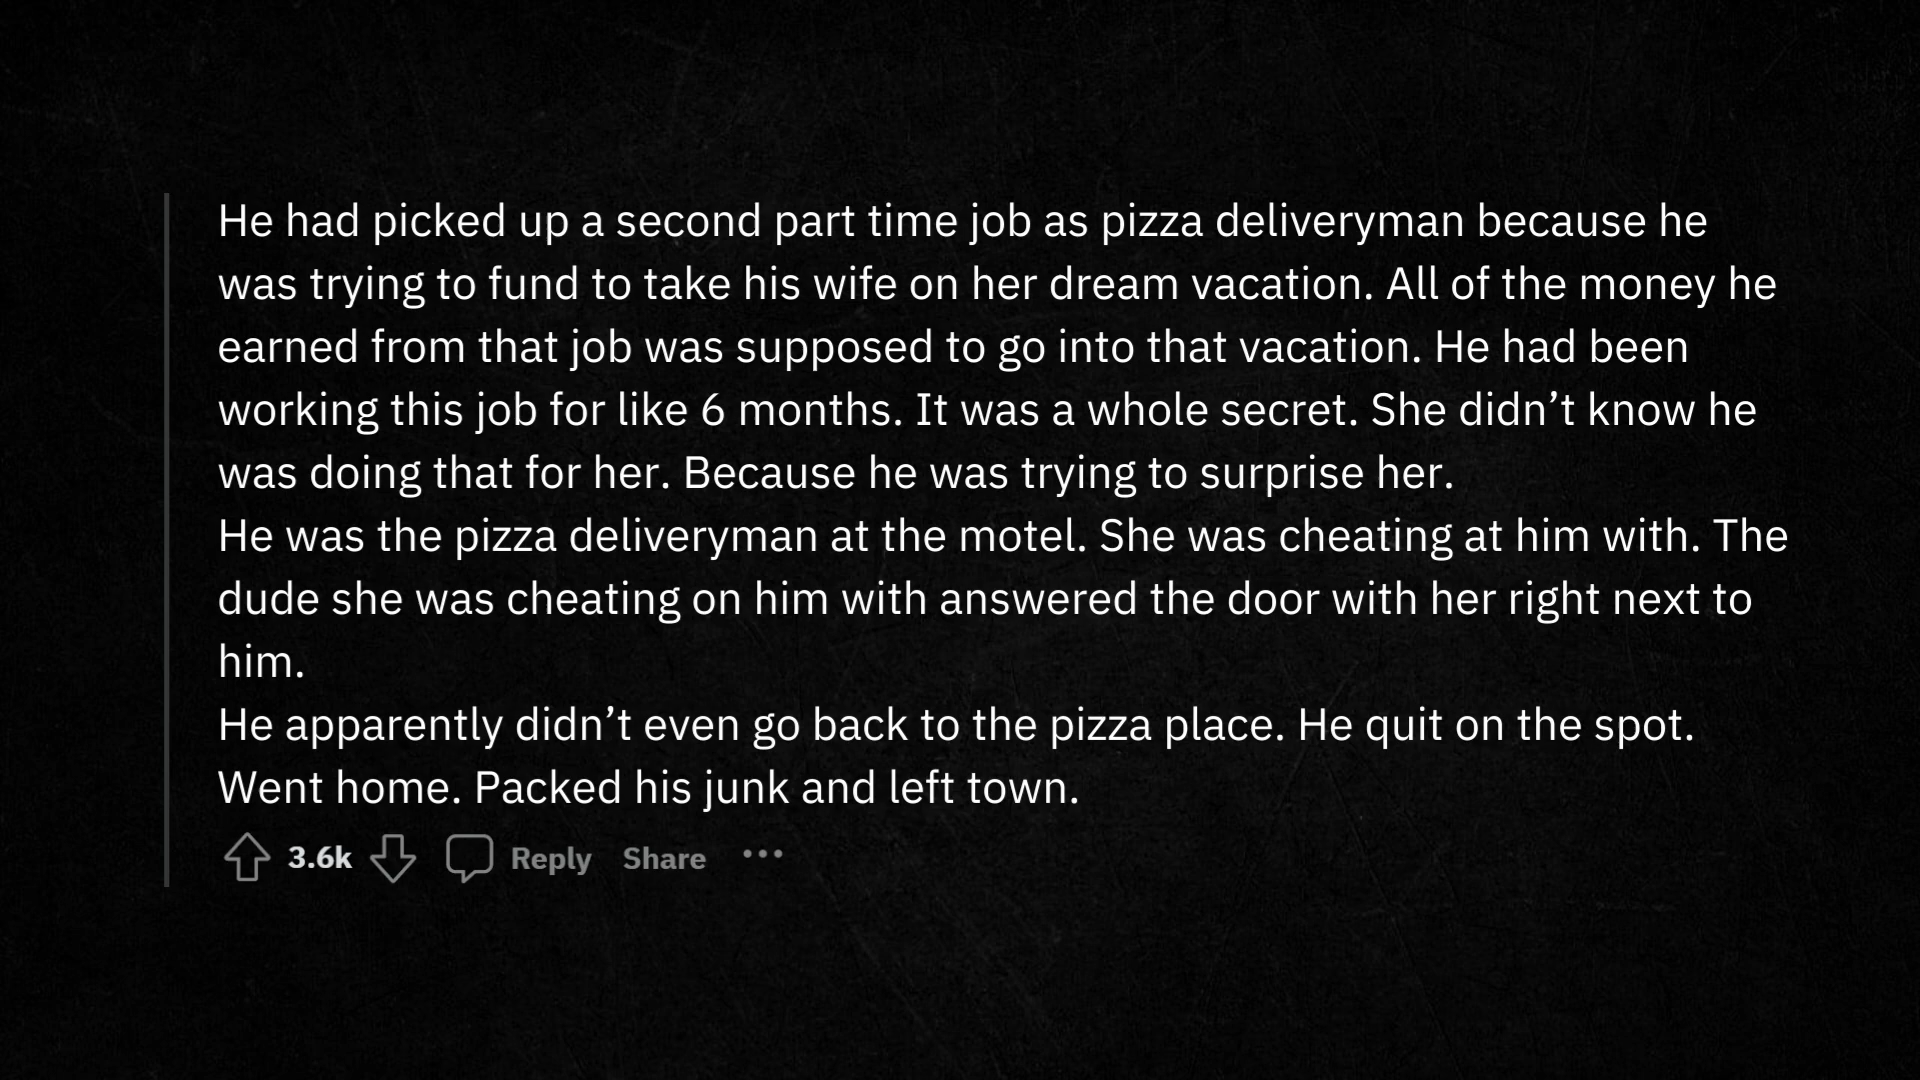 He had picked up a second part time job as pizza deliveryman because he
was trying to fund to take his wife on her dream vacation. All of the money he
earned from that job was supposed to go into that vacation. He had been
working this job for like 6 months. It was a whole secret. She didn’t know he
was doing that for her. Because he was trying to surprise her.
He was the pizza deliveryman at the motel. She was cheating at him with. The
dude she was cheating on him with answered the door with her right next to
him.
He apparently didn’t even go back to the pizza place. He quit on the spot.
Went home. Packed his junk and left town.
3.6k Reply Share •••